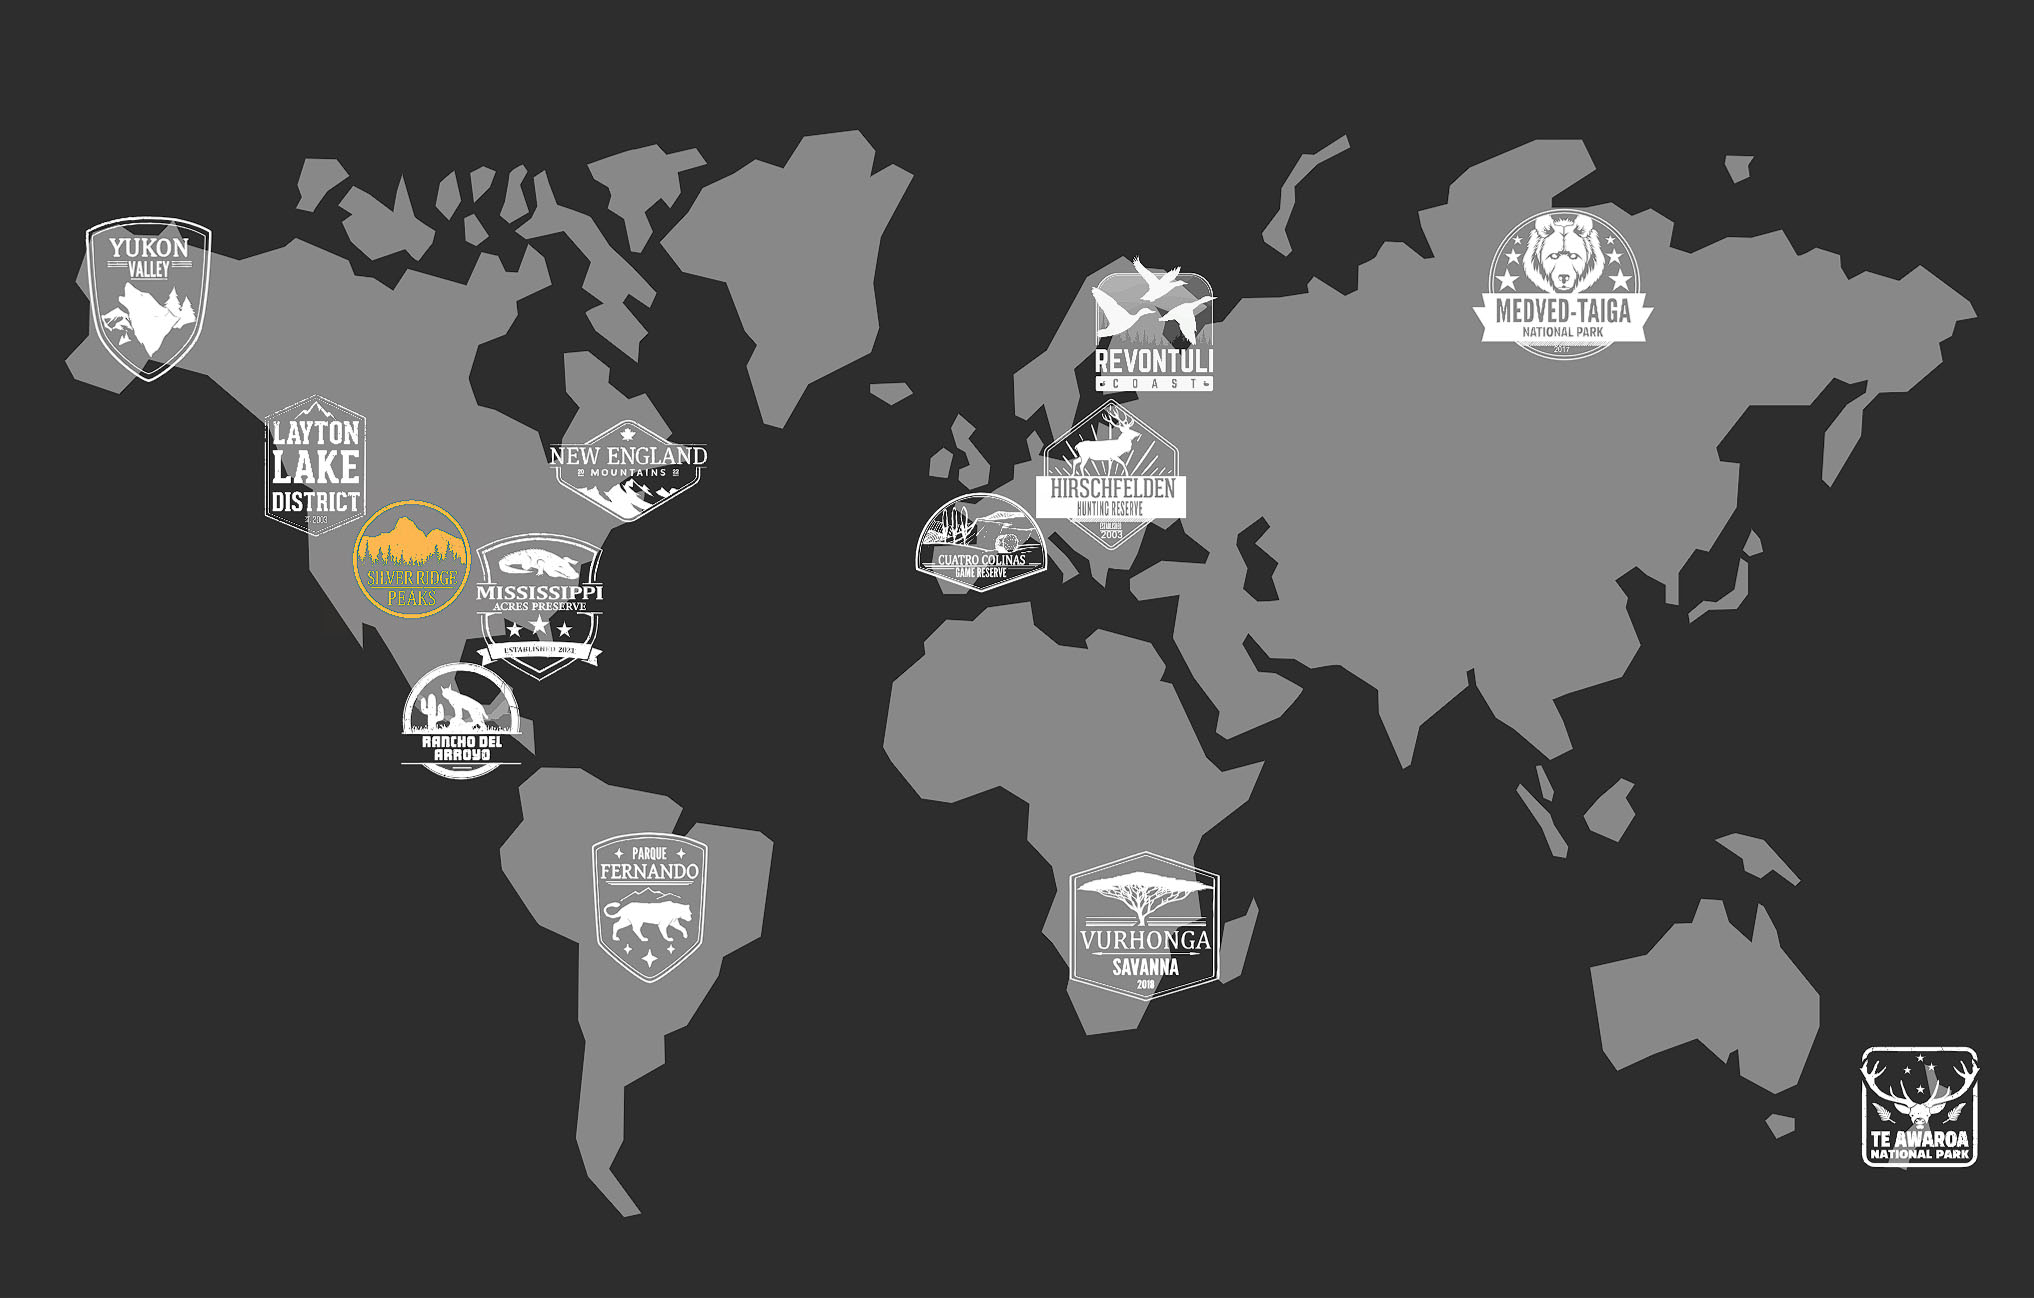 YUKON
VALLEY
LAYTON
LAKE
DISTRICT
2003
NEW ENGLAND
20 MOUNTAINS 22
SILVER RIDGE
PEAKS
MISSISSIPPI
ACRES PRESERVE
ESTABLISHED 2021
RANCHO DEL
ARROYO
PARQUE
FERNANDO
REVONTULI
COAST
HIRSCHFELDEN
HUNTING RESERVE
ESTABLISHED
2003
CUATRO COLINAS
GAME RESERVE
MEDVED-TAIGA
NATIONAL PARK
2017
VURHONGA
SAVANNA
2018
TE AWAROA
NATIONAL PARK